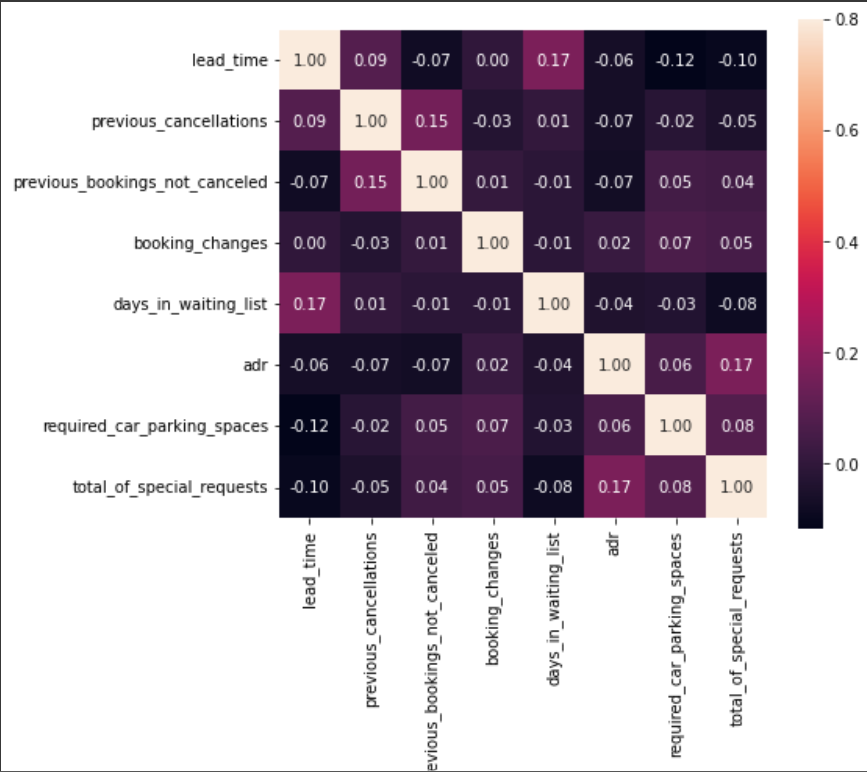 lead_time 1.00 0.09 -0.07 0.00 0.17 -0.06 -0.12 -0.10
previous_cancellations 0.09 1.00 0.15 -0.03 0.01 -0.07 -0.02 -0.05
previous_bookings_not_canceled -0.07 0.15 1.00 0.01 -0.01 -0.07 0.05 0.04
booking_changes 0.00 -0.03 0.01 1.00 -0.01 0.02 0.07 0.05
days_in_waiting_list 0.17 0.01 -0.01 -0.01 1.00 -0.04 -0.03 -0.08
adr -0.06 -0.07 -0.07 0.02 -0.04 1.00 0.06 0.17
required_car_parking_spaces -0.12 -0.02 0.05 0.07 -0.03 0.06 1.00 0.08
total_of_special_requests -0.10 -0.05 0.04 0.05 -0.08 0.17 0.08 1.00
lead_time
previous_cancellations
evious_bookings_not_canceled
booking_changes
days_in_waiting_list
adr
required_car_parking_spaces
total_of_special_requests
0.8
0.6
0.4
0.2
0.0